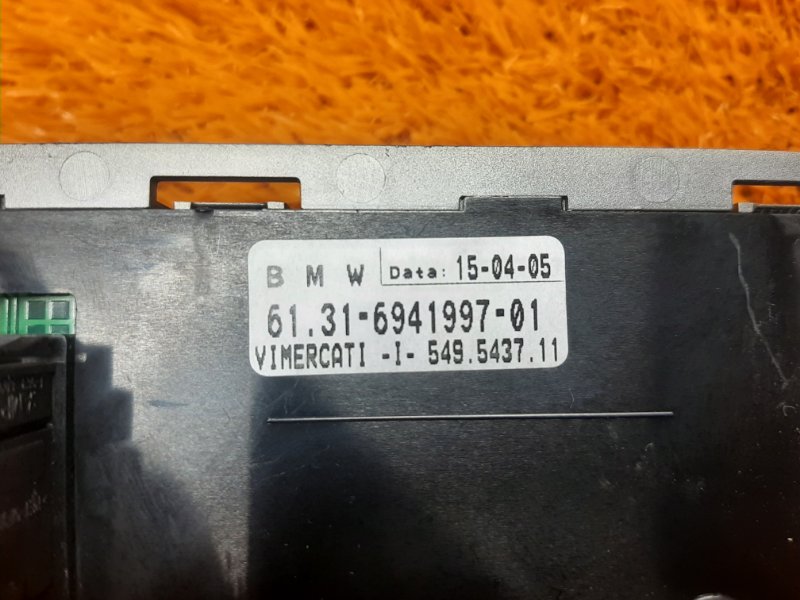 B M W Data: 15-04-05
61.31-6941997-01
VIMERCATI -I- 549.5437.11